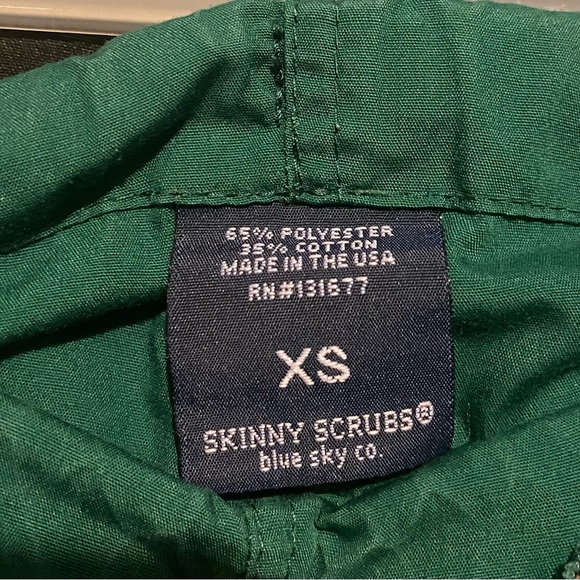 65% POLYESTER
35% COTTON
MADE IN THE USA
RN#131677
XS
SKINNY SCRUBS®
blue sky co.